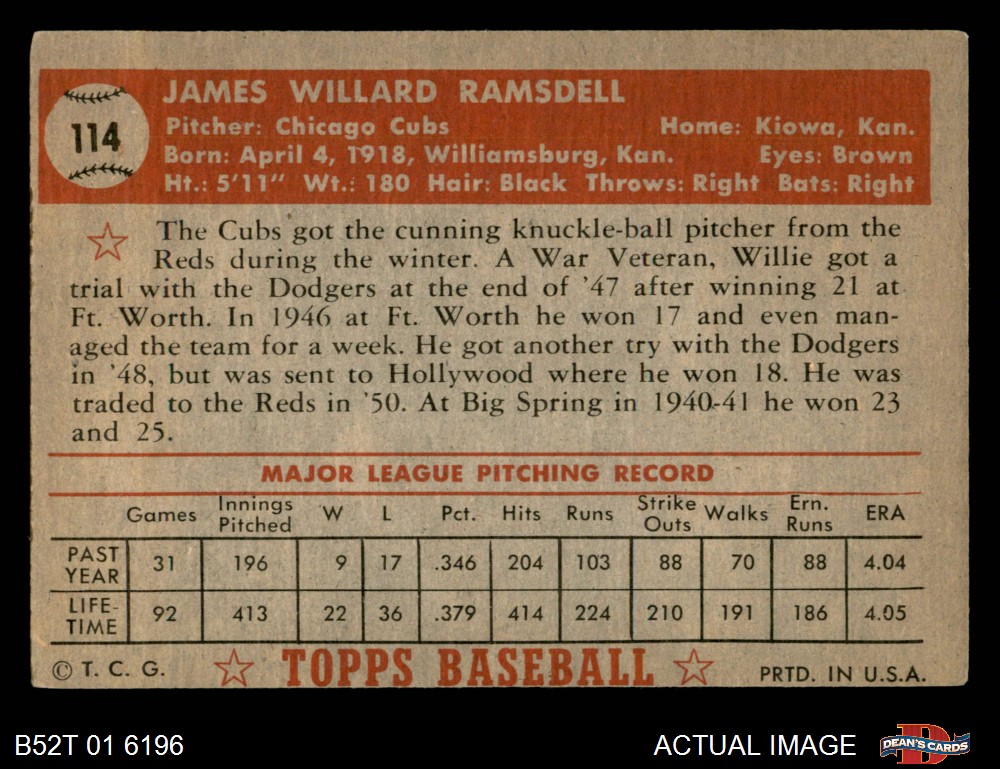 114
JAMES WILLARD RAMSDELL
Pitcher: Chicago Cubs Home: Kiowa, Kan.
Born: April 4, 1918, Williamsburg, Kan. Eyes: Brown
Ht.: 5'11" Wt.: 180 Hair: Black Throws: Right Bats: Right
The Cubs got the cunning knuckle-ball pitcher from the
Reds during the winter. A War Veteran, Willie got a
trial with the Dodgers at the end of '47 after winning 21 at
Ft. Worth. In 1946 at Ft. Worth he won 17 and even man-
aged the team for a week. He got another try with the Dodgers
in '48, but was sent to Hollywood where he won 18. He was
traded to the Reds in '50. At Big Spring in 1940-41 he won 23
and 25.
MAJOR LEAGUE PITCHING RECORD
Games Innings Pitched W L Pct. Hits Runs Strike Outs Walks Ern. Runs ERA
PAST YEAR 31 196 9 17 .346 204 103 88 70 88 4.04
LIFE-TIME 92 413 22 36 .379 414 224 210 191 186 4.05
© T. C. G. TOPPS BASEBALL PRTD. IN U.S.A.
B52T 01 6196 ACTUAL IMAGE DEAN'S CARDS